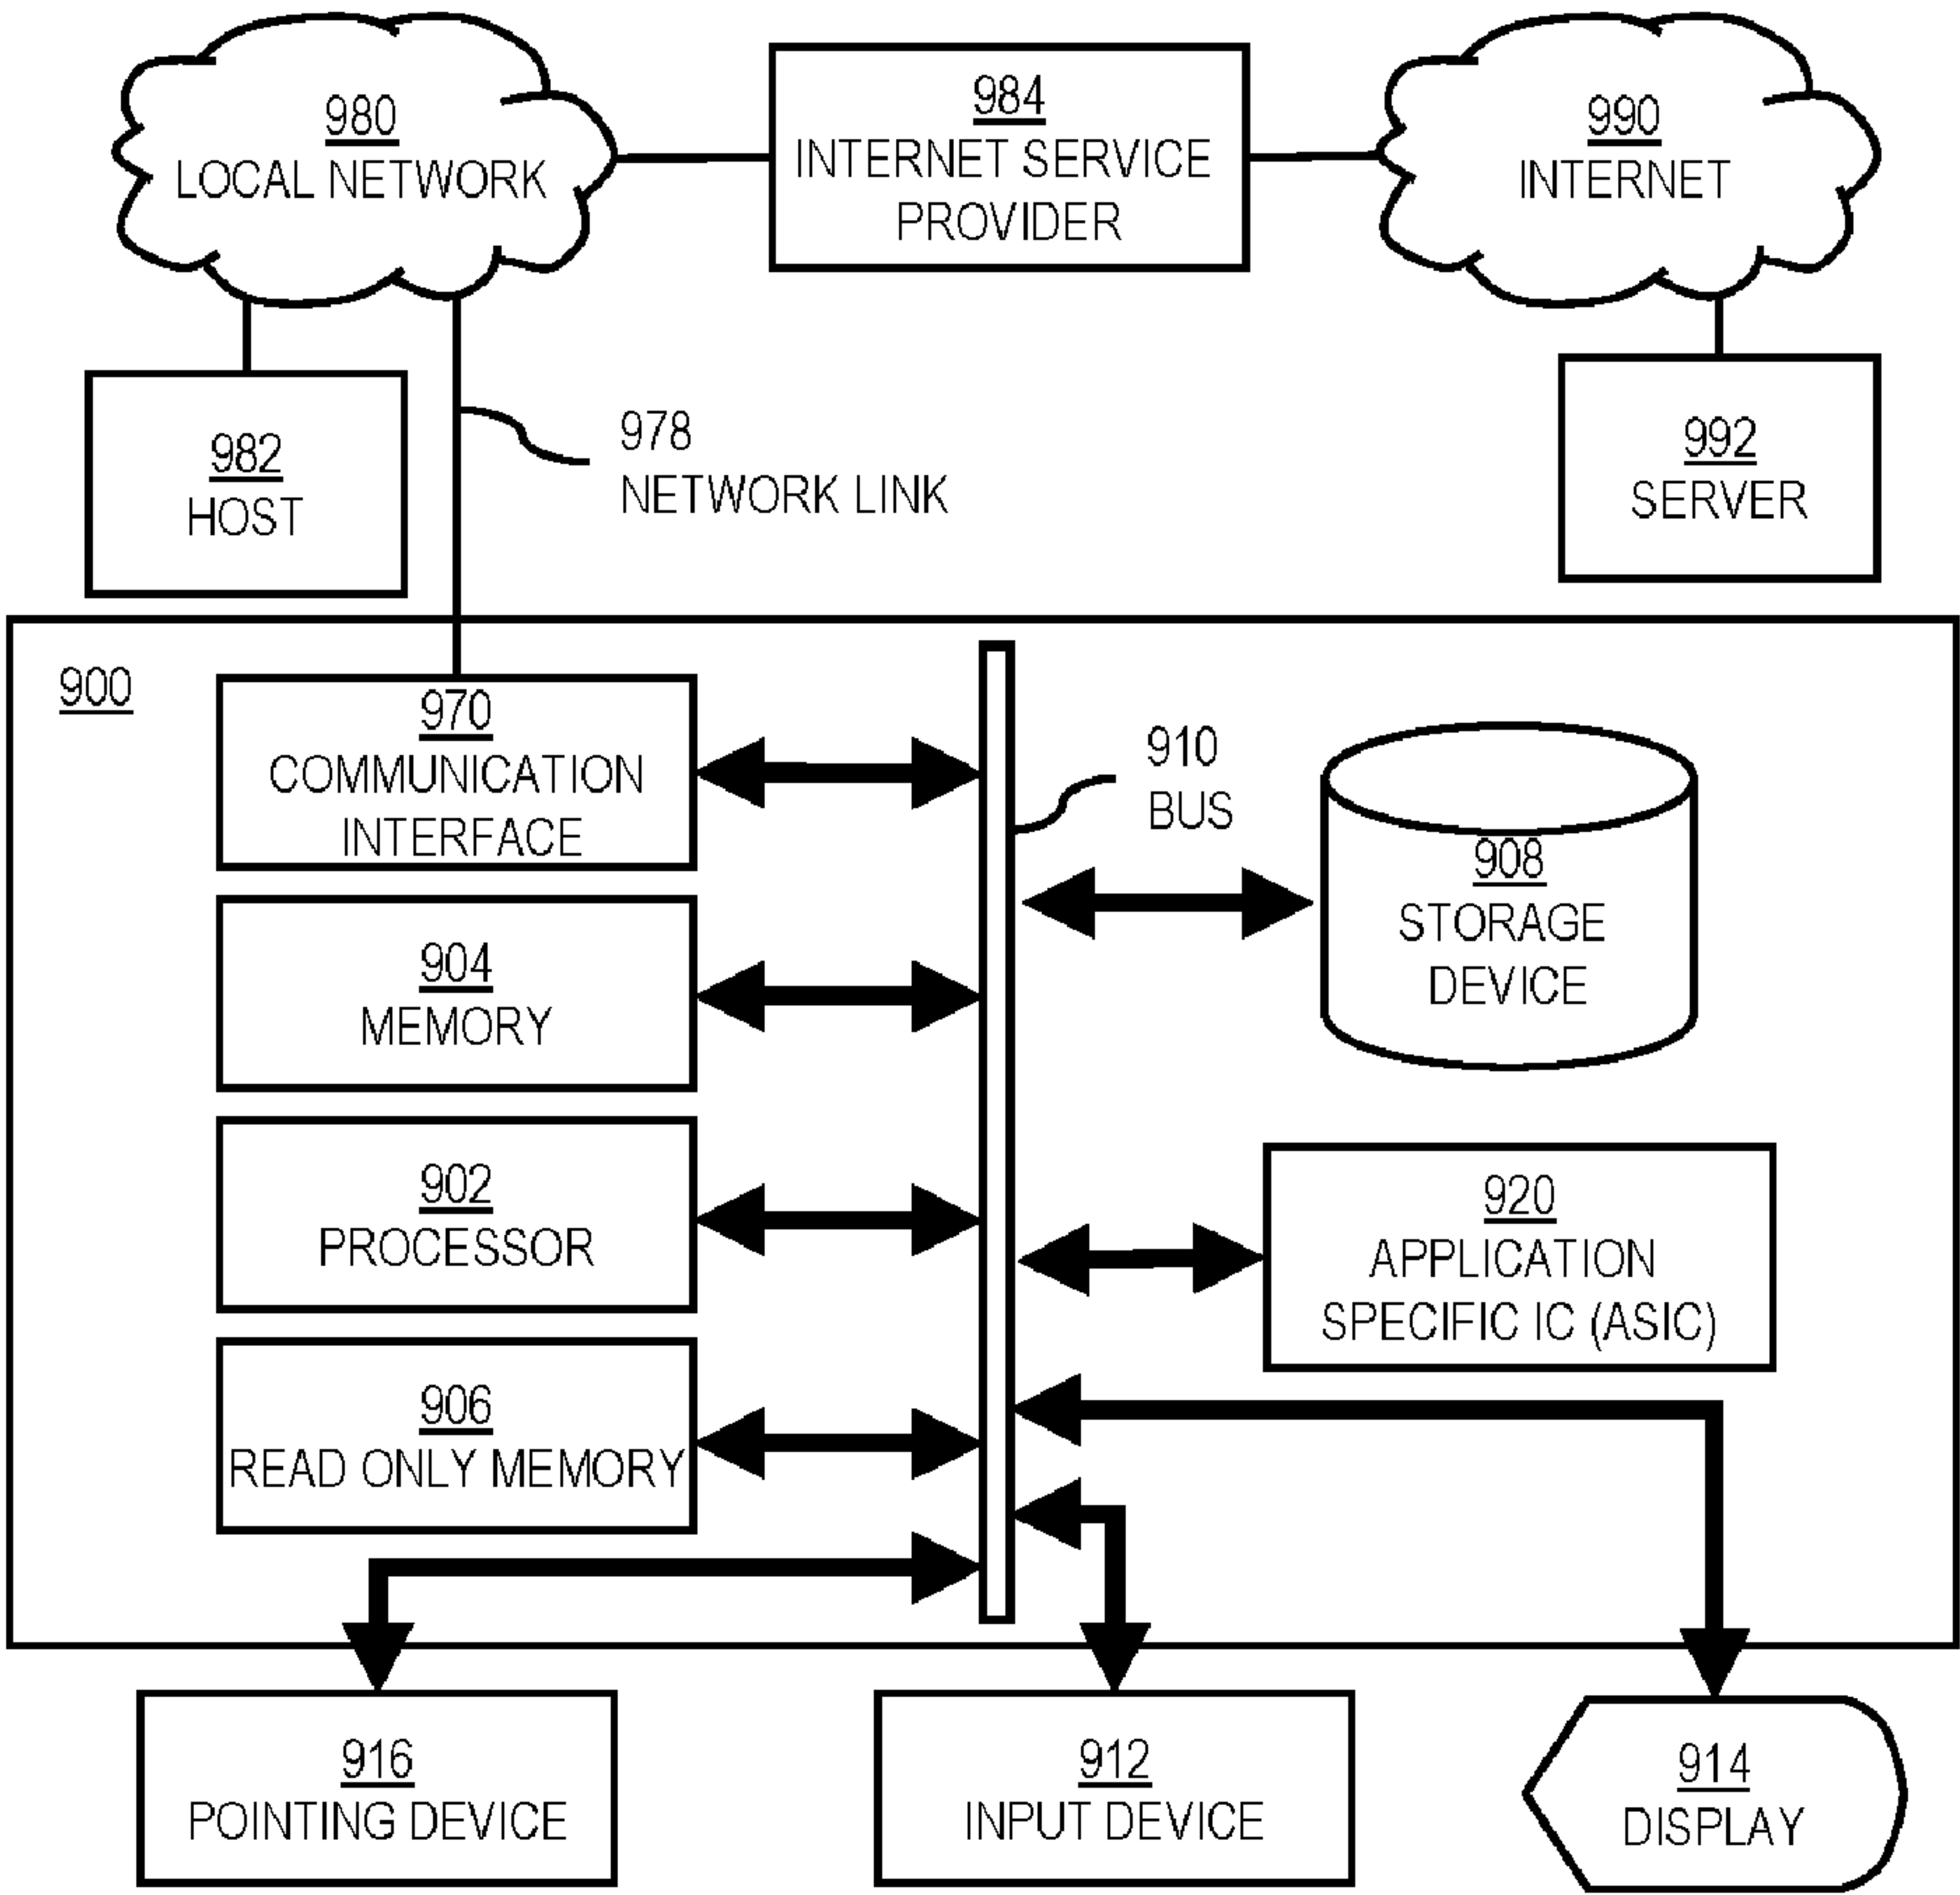 980
LOCAL NETWORK
984
INTERNET SERVICE
PROVIDER
990
INTERNET
982
HOST
978
NETWORK LINK
992
SERVER
900
970
COMMUNICATION
INTERFACE
910
BUS
908
STORAGE
DEVICE
904
MEMORY
902
PROCESSOR
920
APPLICATION
SPECIFIC IC (ASIC)
906
READ ONLY MEMORY
916
POINTING DEVICE
912
INPUT DEVICE
914
DISPLAY